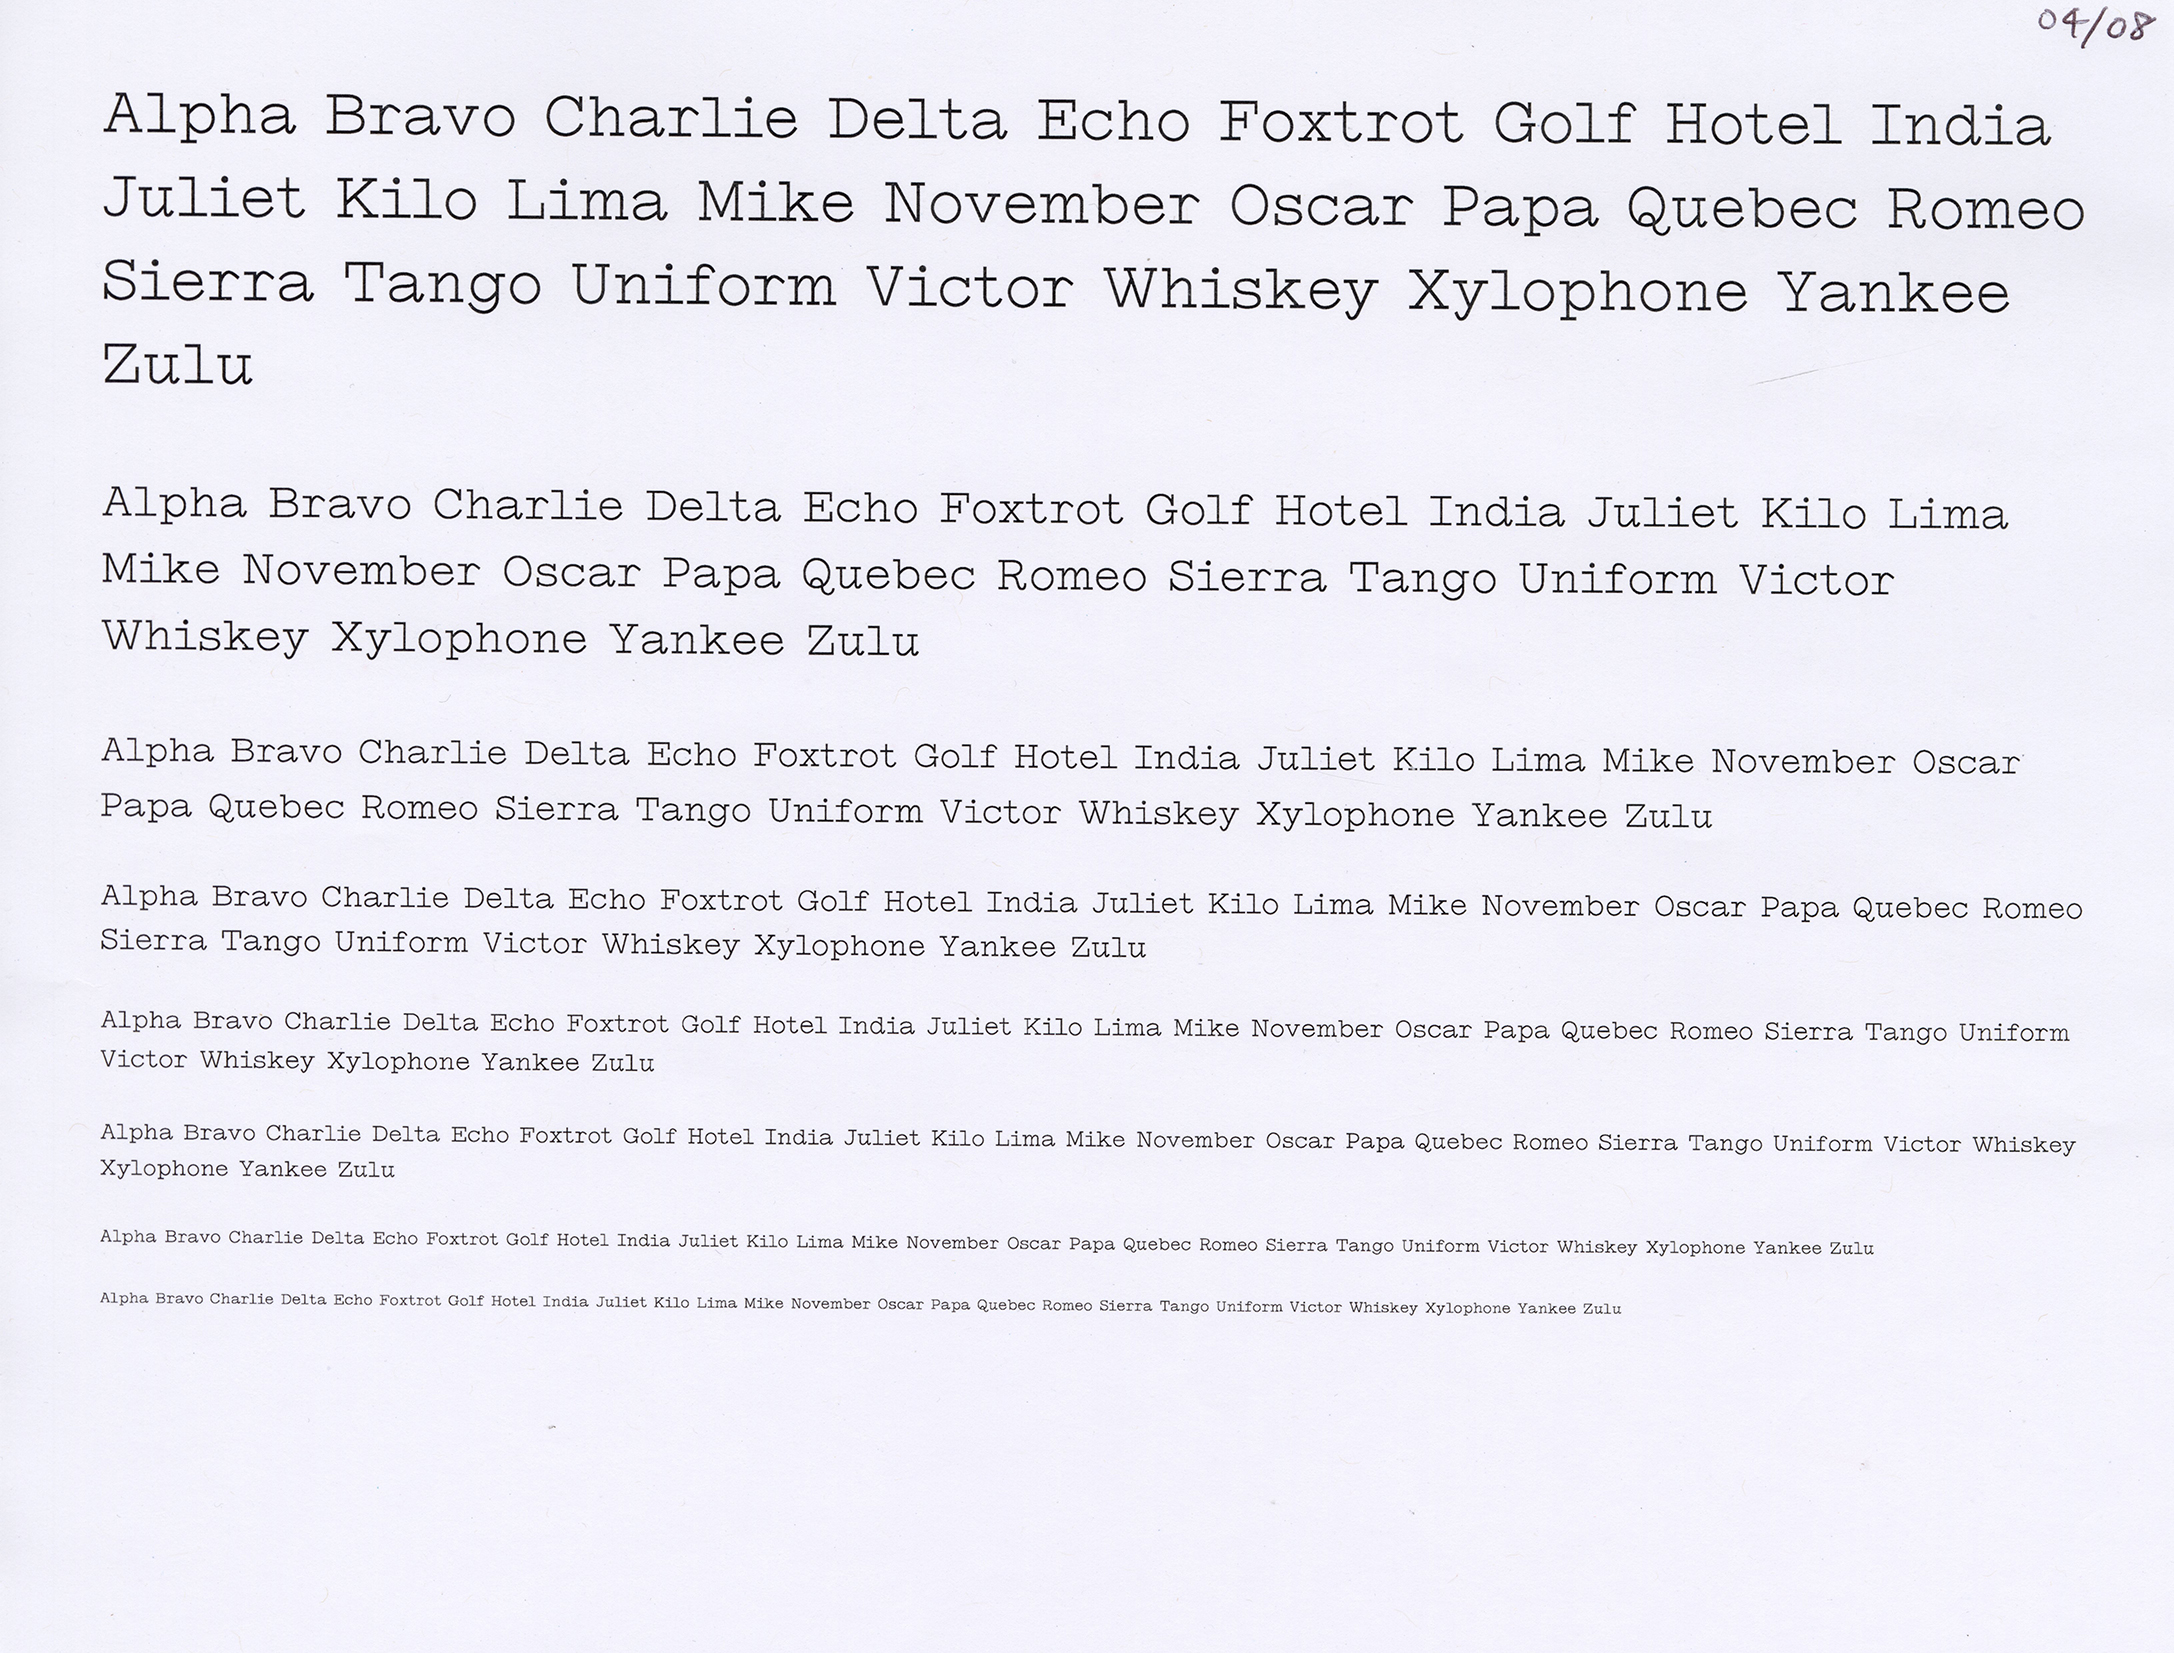 04/08
Alpha Bravo Charlie Delta Echo Foxtrot Golf Hotel India
Juliet Kilo Lima Mike November Oscar Papa Quebec Romeo
Sierra Tango Uniform Victor Whiskey Xylophone Yankee
Zulu
Alpha Bravo Charlie Delta Echo Foxtrot Golf Hotel India Juliet Kilo Lima
Mike November Oscar Papa Quebec Romeo Sierra Tango Uniform Victor
Whiskey Xylophone Yankee Zulu
Alpha Bravo Charlie Delta Echo Foxtrot Golf Hotel India Juliet Kilo Lima Mike November Oscar
Papa Quebec Romeo Sierra Tango Uniform Victor Whiskey Xylophone Yankee Zulu
Alpha Bravo Charlie Delta Echo Foxtrot Golf Hotel India Juliet Kilo Lima Mike November Oscar Papa Quebec Romeo
Sierra Tango Uniform Victor Whiskey Xylophone Yankee Zulu
Alpha Bravo Charlie Delta Echo Foxtrot Golf Hotel India Juliet Kilo Lima Mike November Oscar Papa Quebec Romeo Sierra Tango Uniform
Victor Whiskey Xylophone Yankee Zulu
Alpha Bravo Charlie Delta Echo Foxtrot Golf Hotel India Juliet Kilo Lima Mike November Oscar Papa Quebec Romeo Sierra Tango Uniform Victor Whiskey
Xylophone Yankee Zulu
Alpha Bravo Charlie Delta Echo Foxtrot Golf Hotel India Juliet Kilo Lima Mike November Oscar Papa Quebec Romeo Sierra Tango Uniform Victor Whiskey Xylophone Yankee Zulu
Alpha Bravo Charlie Delta Echo Foxtrot Golf Hotel India Juliet Kilo Lima Mike November Oscar Papa Quebec Romeo Sierra Tango Uniform Victor Whiskey Xylophone Yankee Zulu